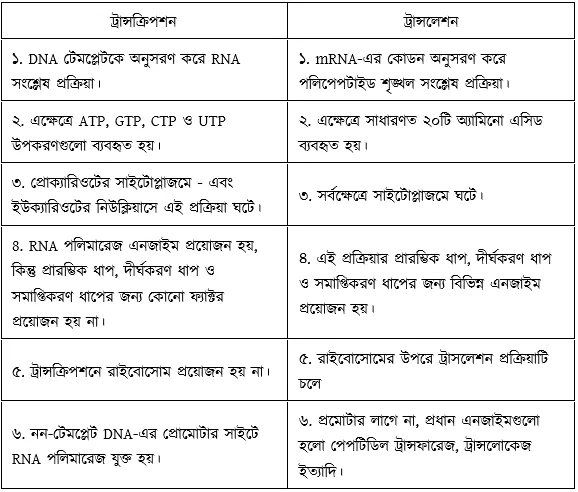 ট্রান্সক্রিপশন
ট্রান্সলেশন
১. DNA টেমপ্লেটকে অনুসরণ করে RNA
সংশ্লেষ প্রক্রিয়া।
১. mRNA-এর কোডন অনুসরণ করে
পলিপেপটাইড শৃঙ্খল সংশ্লেষ প্রক্রিয়া।
২. এক্ষেত্রে ATP, GTP, CTP ও UTP
উপকরণগুলো ব্যবহৃত হয়।
২. এক্ষেত্রে সাধারণত ২০টি অ্যামিনো এসিড
ব্যবহৃত হয়।
৩. প্রোক্যারিওটের সাইটোপ্লাজমে - এবং
ইউক্যারিওটের নিউক্লিয়াসে এই প্রক্রিয়া ঘটে।
৩. সর্বক্ষেত্রে সাইটোপ্লাজমে ঘটে।
8. RNA পলিমারেজ এনজাইম প্রয়োজন হয়,
কিন্তু প্রারম্ভিক ধাপ, দীর্ঘকরণ ধাপ ও
সমাপ্তিকরণ ধাপের জন্য কোনো ফ্যাক্টর
প্রয়োজন হয় না।
৪. এই প্রক্রিয়ার প্রারম্ভিক ধাপ, দীর্ঘকরণ ধাপ
ও সমাপ্তিকরণ ধাপের জন্য বিভিন্ন এনজাইম
প্রয়োজন হয়।
৫. ট্রান্সক্রিপশনে রাইবোসোম প্রয়োজন হয় না।
৫. রাইবোসোমের উপরে ট্রাসলেশন প্রক্রিয়াটি
চলে
৬. নন-টেমপ্লেট DNA-এর প্রোমোটার সাইটে
RNA পলিমারেজ যুক্ত হয়।
৬. প্রমোটার লাগে না, প্রধান এনজাইমগুলো
হলো পেপটিডিল ট্রান্সফারেজ, ট্রান্সলোকেজ
ইত্যাদি।